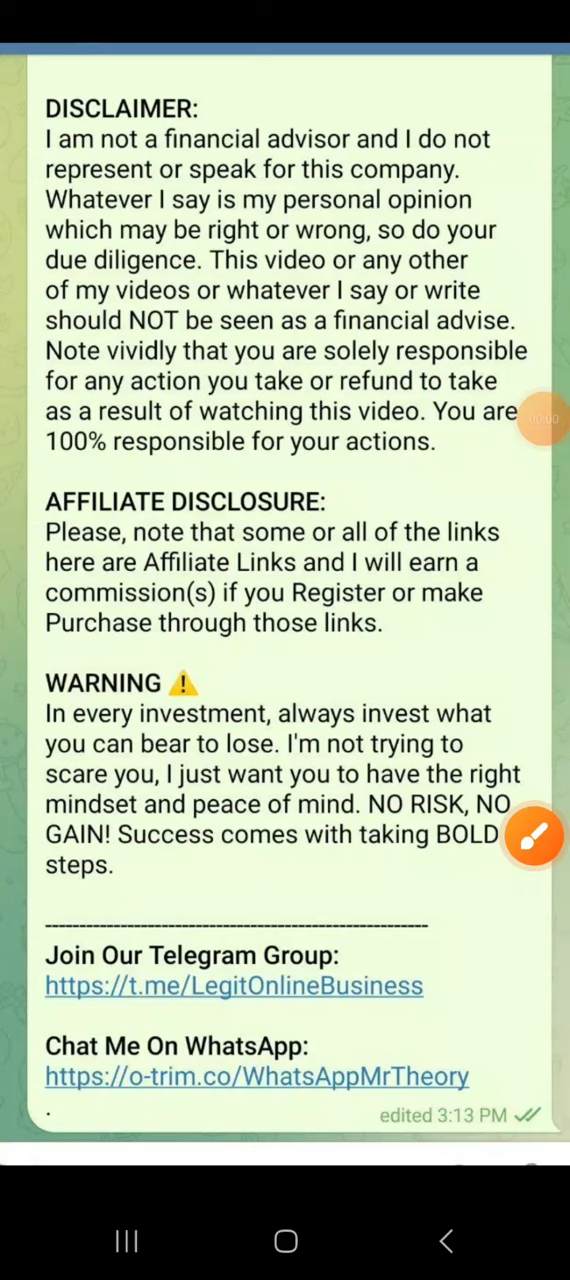 DISCLAIMER:
I am not a financial advisor and I do not
represent or speak for this company.
Whatever I say is my personal opinion
which may be right or wrong, so do your
due diligence. This video or any other
of my videos or whatever I say or write
should NOT be seen as a financial advise.
Note vividly that you are solely responsible
for any action you take or refund to take
as a result of watching this video. You are
00:00
100% responsible for your actions.
AFFILIATE DISCLOSURE:
Please, note that some or all of the links
here are Affiliate Links and I will earn a
commission(s) if you Register or make
Purchase through those links.
WARNING ⚠️
In every investment, always invest what
you can bear to lose. I'm not trying to
scare you, I just want you to have the right
mindset and peace of mind. NO RISK, NO
GAIN! Success comes with taking BOLD
steps.
-------------------------------------------------------
Join Our Telegram Group:
https://t.me/LegitOnlineBusiness
Chat Me On WhatsApp:
https://o-trim.co/WhatsAppMrTheory
.
edited 3:13 PM